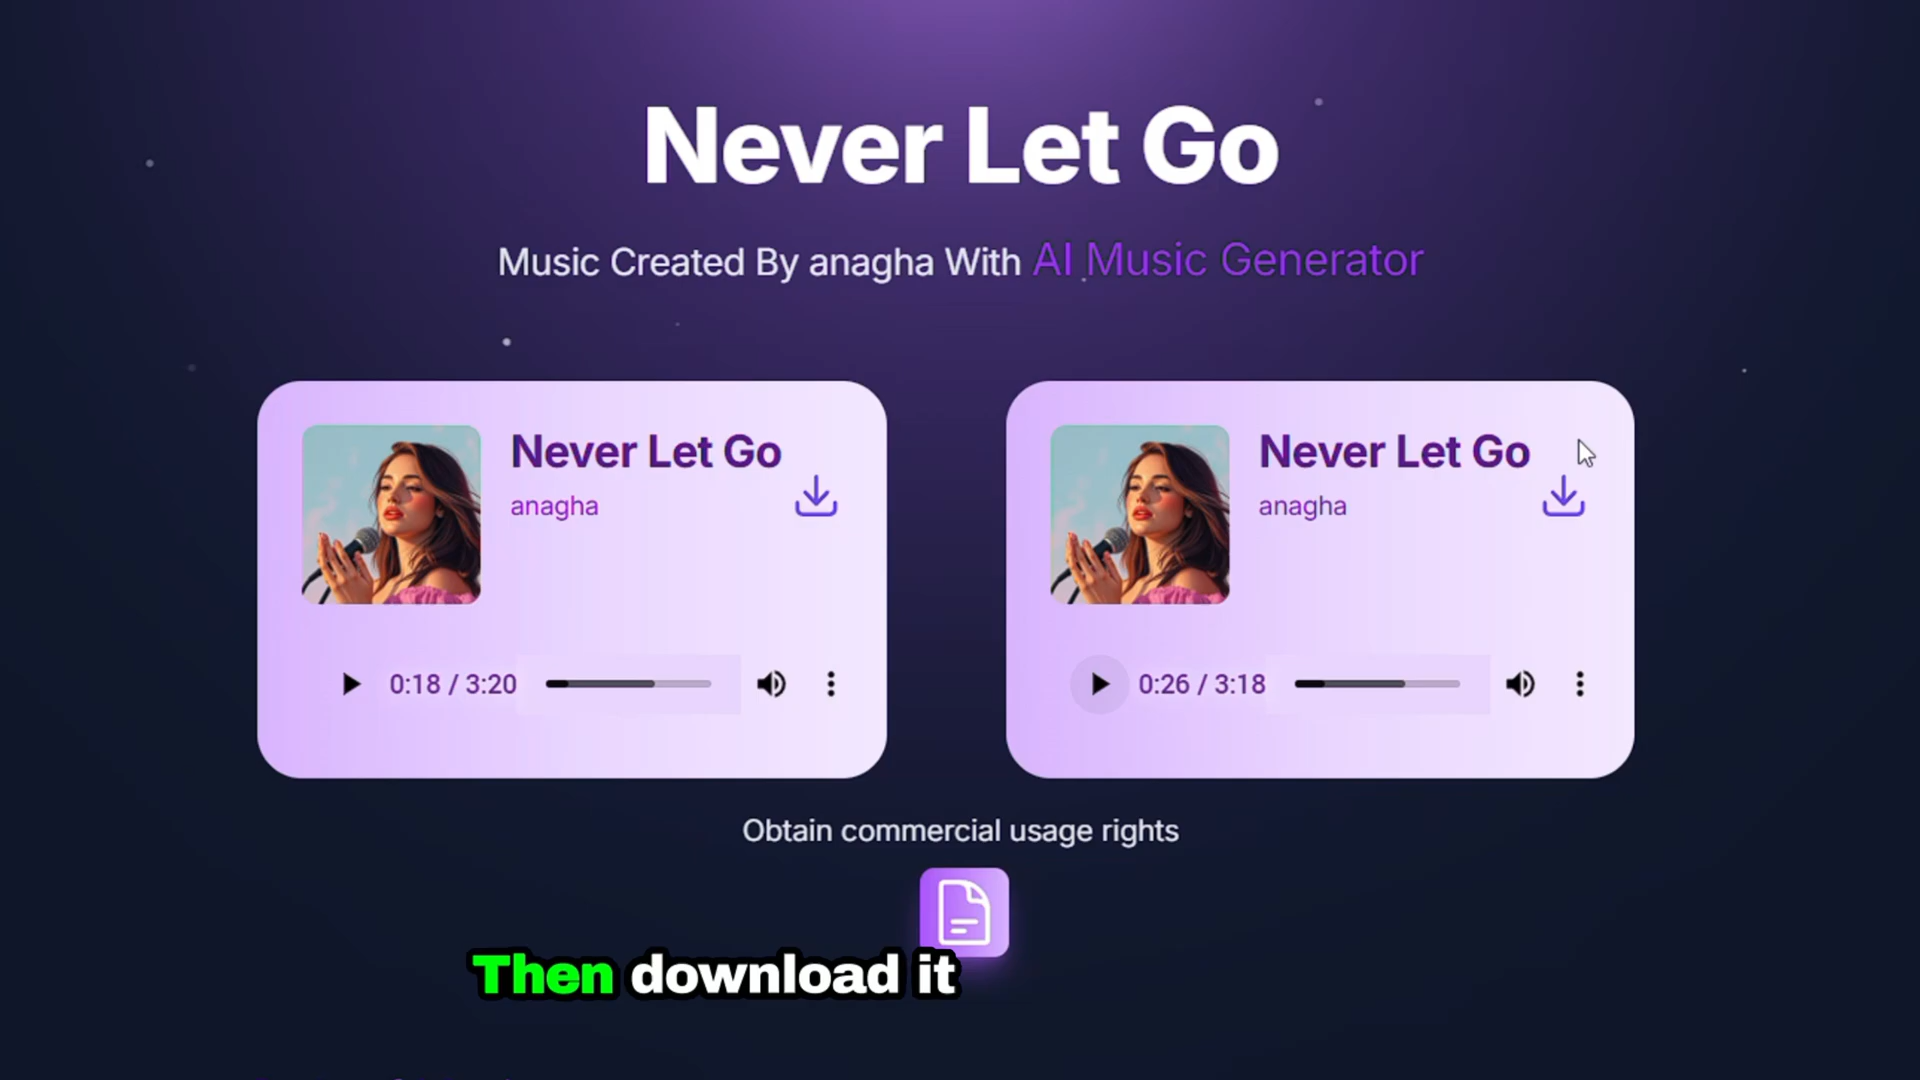 Never Let Go
Music Created By anagha With AI Music Generator
Never Let Go
anagha
0:18 / 3:20
Never Let Go
anagha
0:26 / 3:18
Obtain commercial usage rights
Then download it